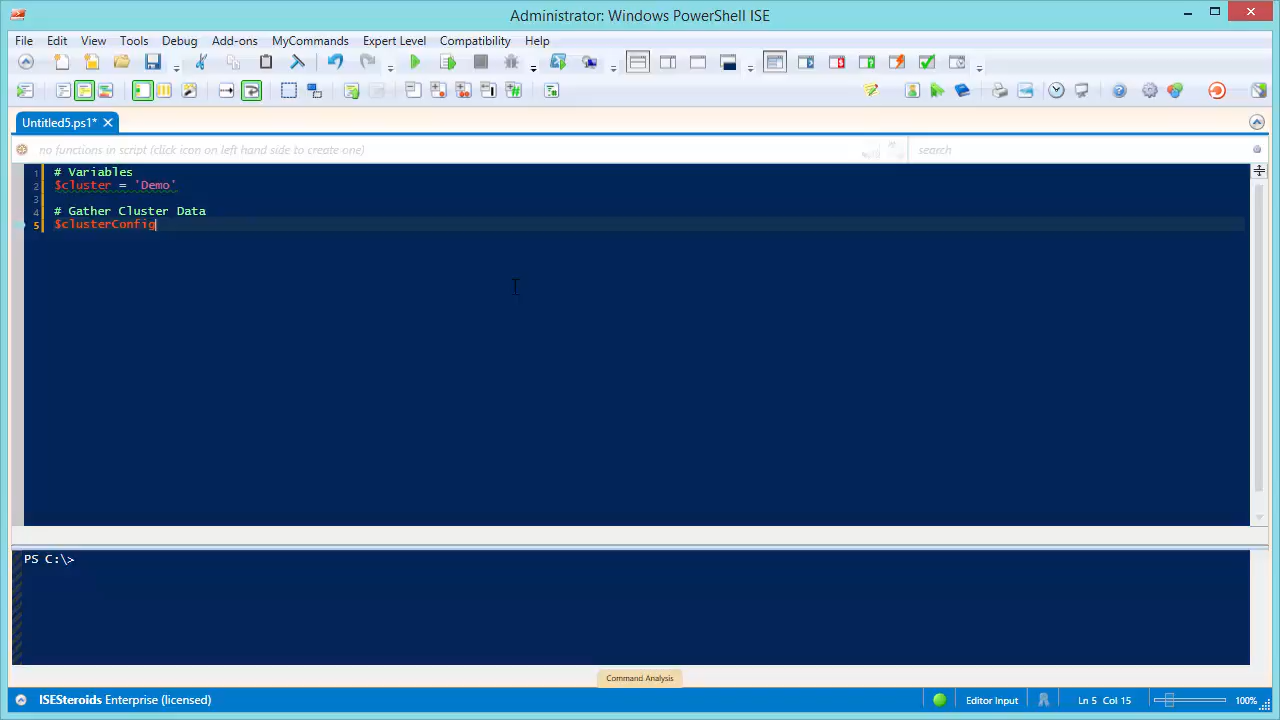 Administrator: Windows PowerShell ISE
File Edit View Tools Debug Add-ons MyCommands Expert Level Compatibility Help
Untitled5.ps1*
no functions in script (click icon on left hand side to create one)
search
1 # Variables
2 $cluster = 'Demo'
3
4 # Gather Cluster Data
5 $clusterConfig
PS C:\>
Command Analysis
ISESteroids Enterprise (licensed)
Editor Input
Ln 5 Col 15
100%